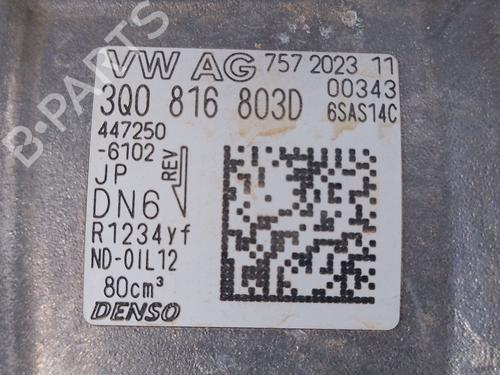 VW AG 757 2023 11
00343
3Q0 816 803D 6SAS14C
447250
-6102
JP
REV
DN6
R1234yf
ND-OIL12
80cm³
DENSO
B-PARTS